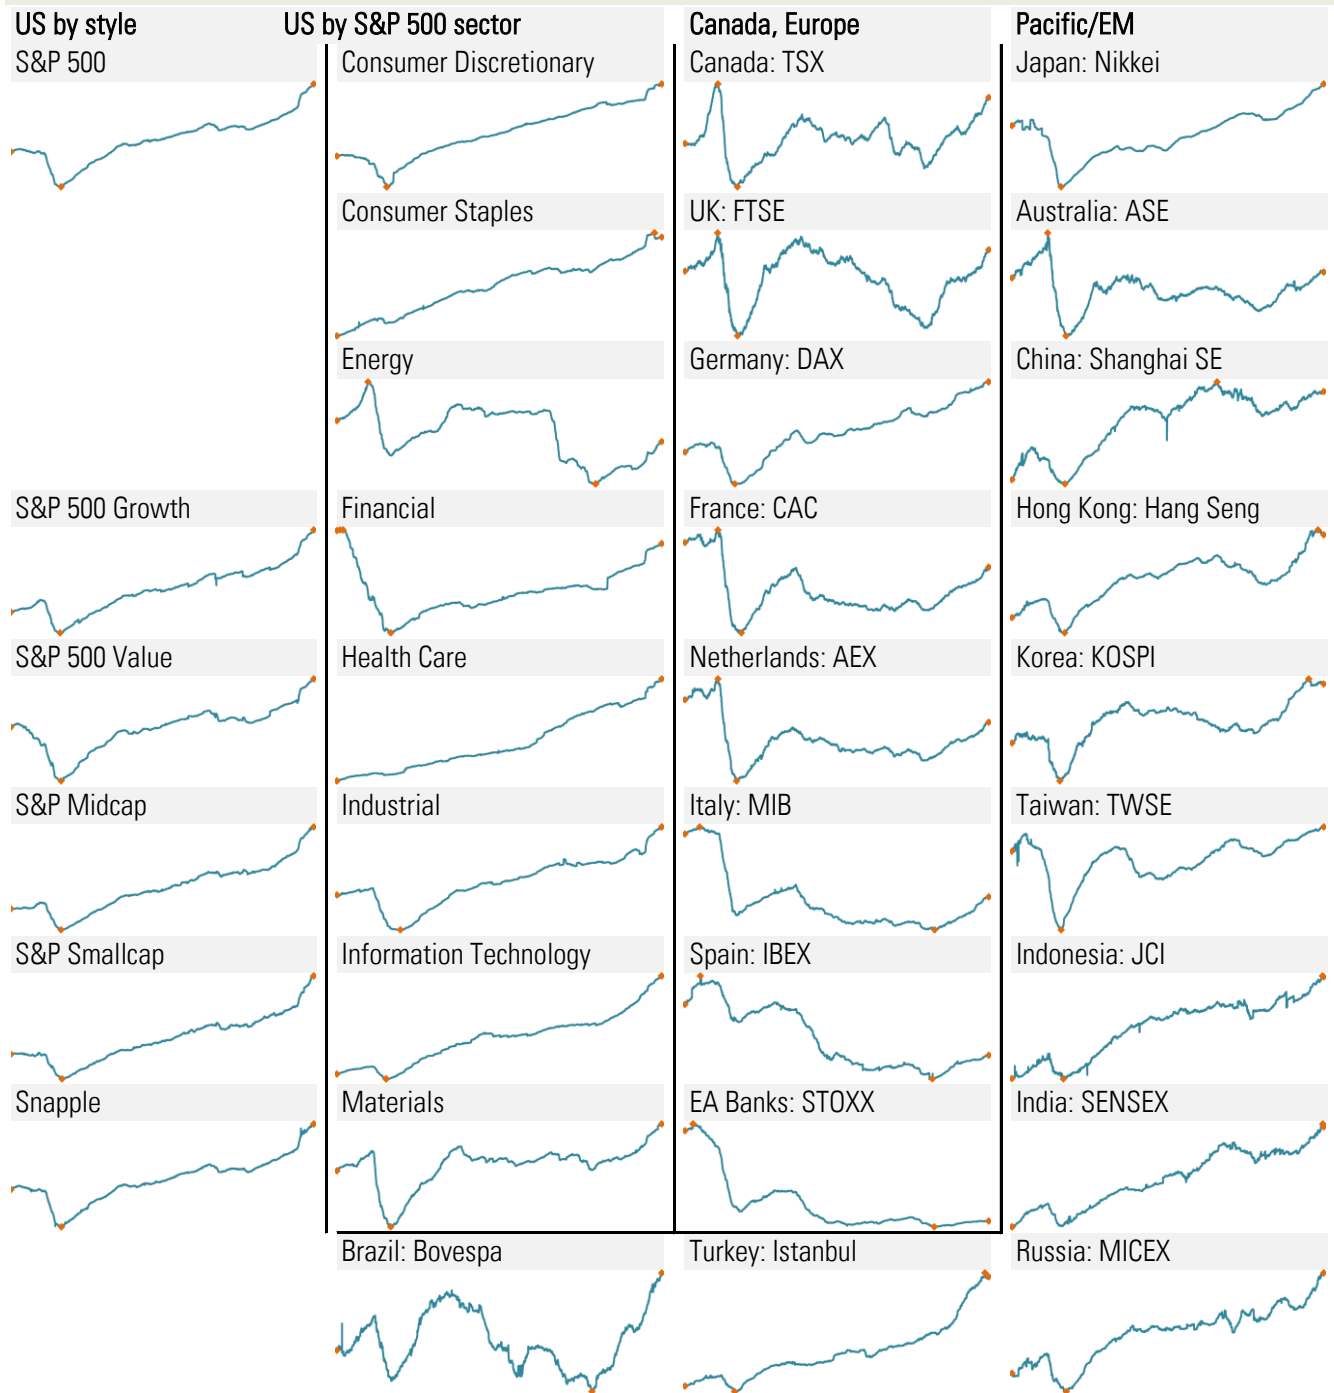 US by style US by S&P 500 sector Canada, Europe Pacific/EM
S&P 500 Consumer Discretionary Canada: TSX Japan: Nikkei
Consumer Staples UK: FTSE Australia: ASE
Energy Germany: DAX China: Shanghai SE
S&P 500 Growth Financial France: CAC Hong Kong: Hang Seng
S&P 500 Value Health Care Netherlands: AEX Korea: KOSPI
S&P Midcap Industrial Italy: MIB Taiwan: TWSE
S&P Smallcap Information Technology Spain: IBEX Indonesia: JCI
Snapple Materials EA Banks: STOXX India: SENSEX
Brazil: Bovespa Turkey: Istanbul Russia: MICEX